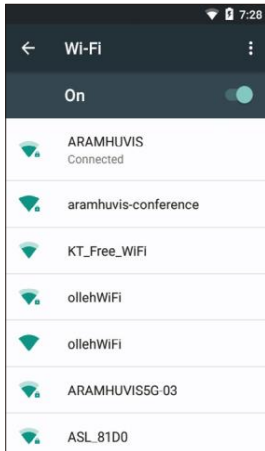 7:28
Wi-Fi
On
ARAMHUVIS
Connected
aramhuvis-conference
KT_Free_WiFi
ollehWiFi
ollehWiFi
ARAMHUVIS5G-03
ASL_81D0